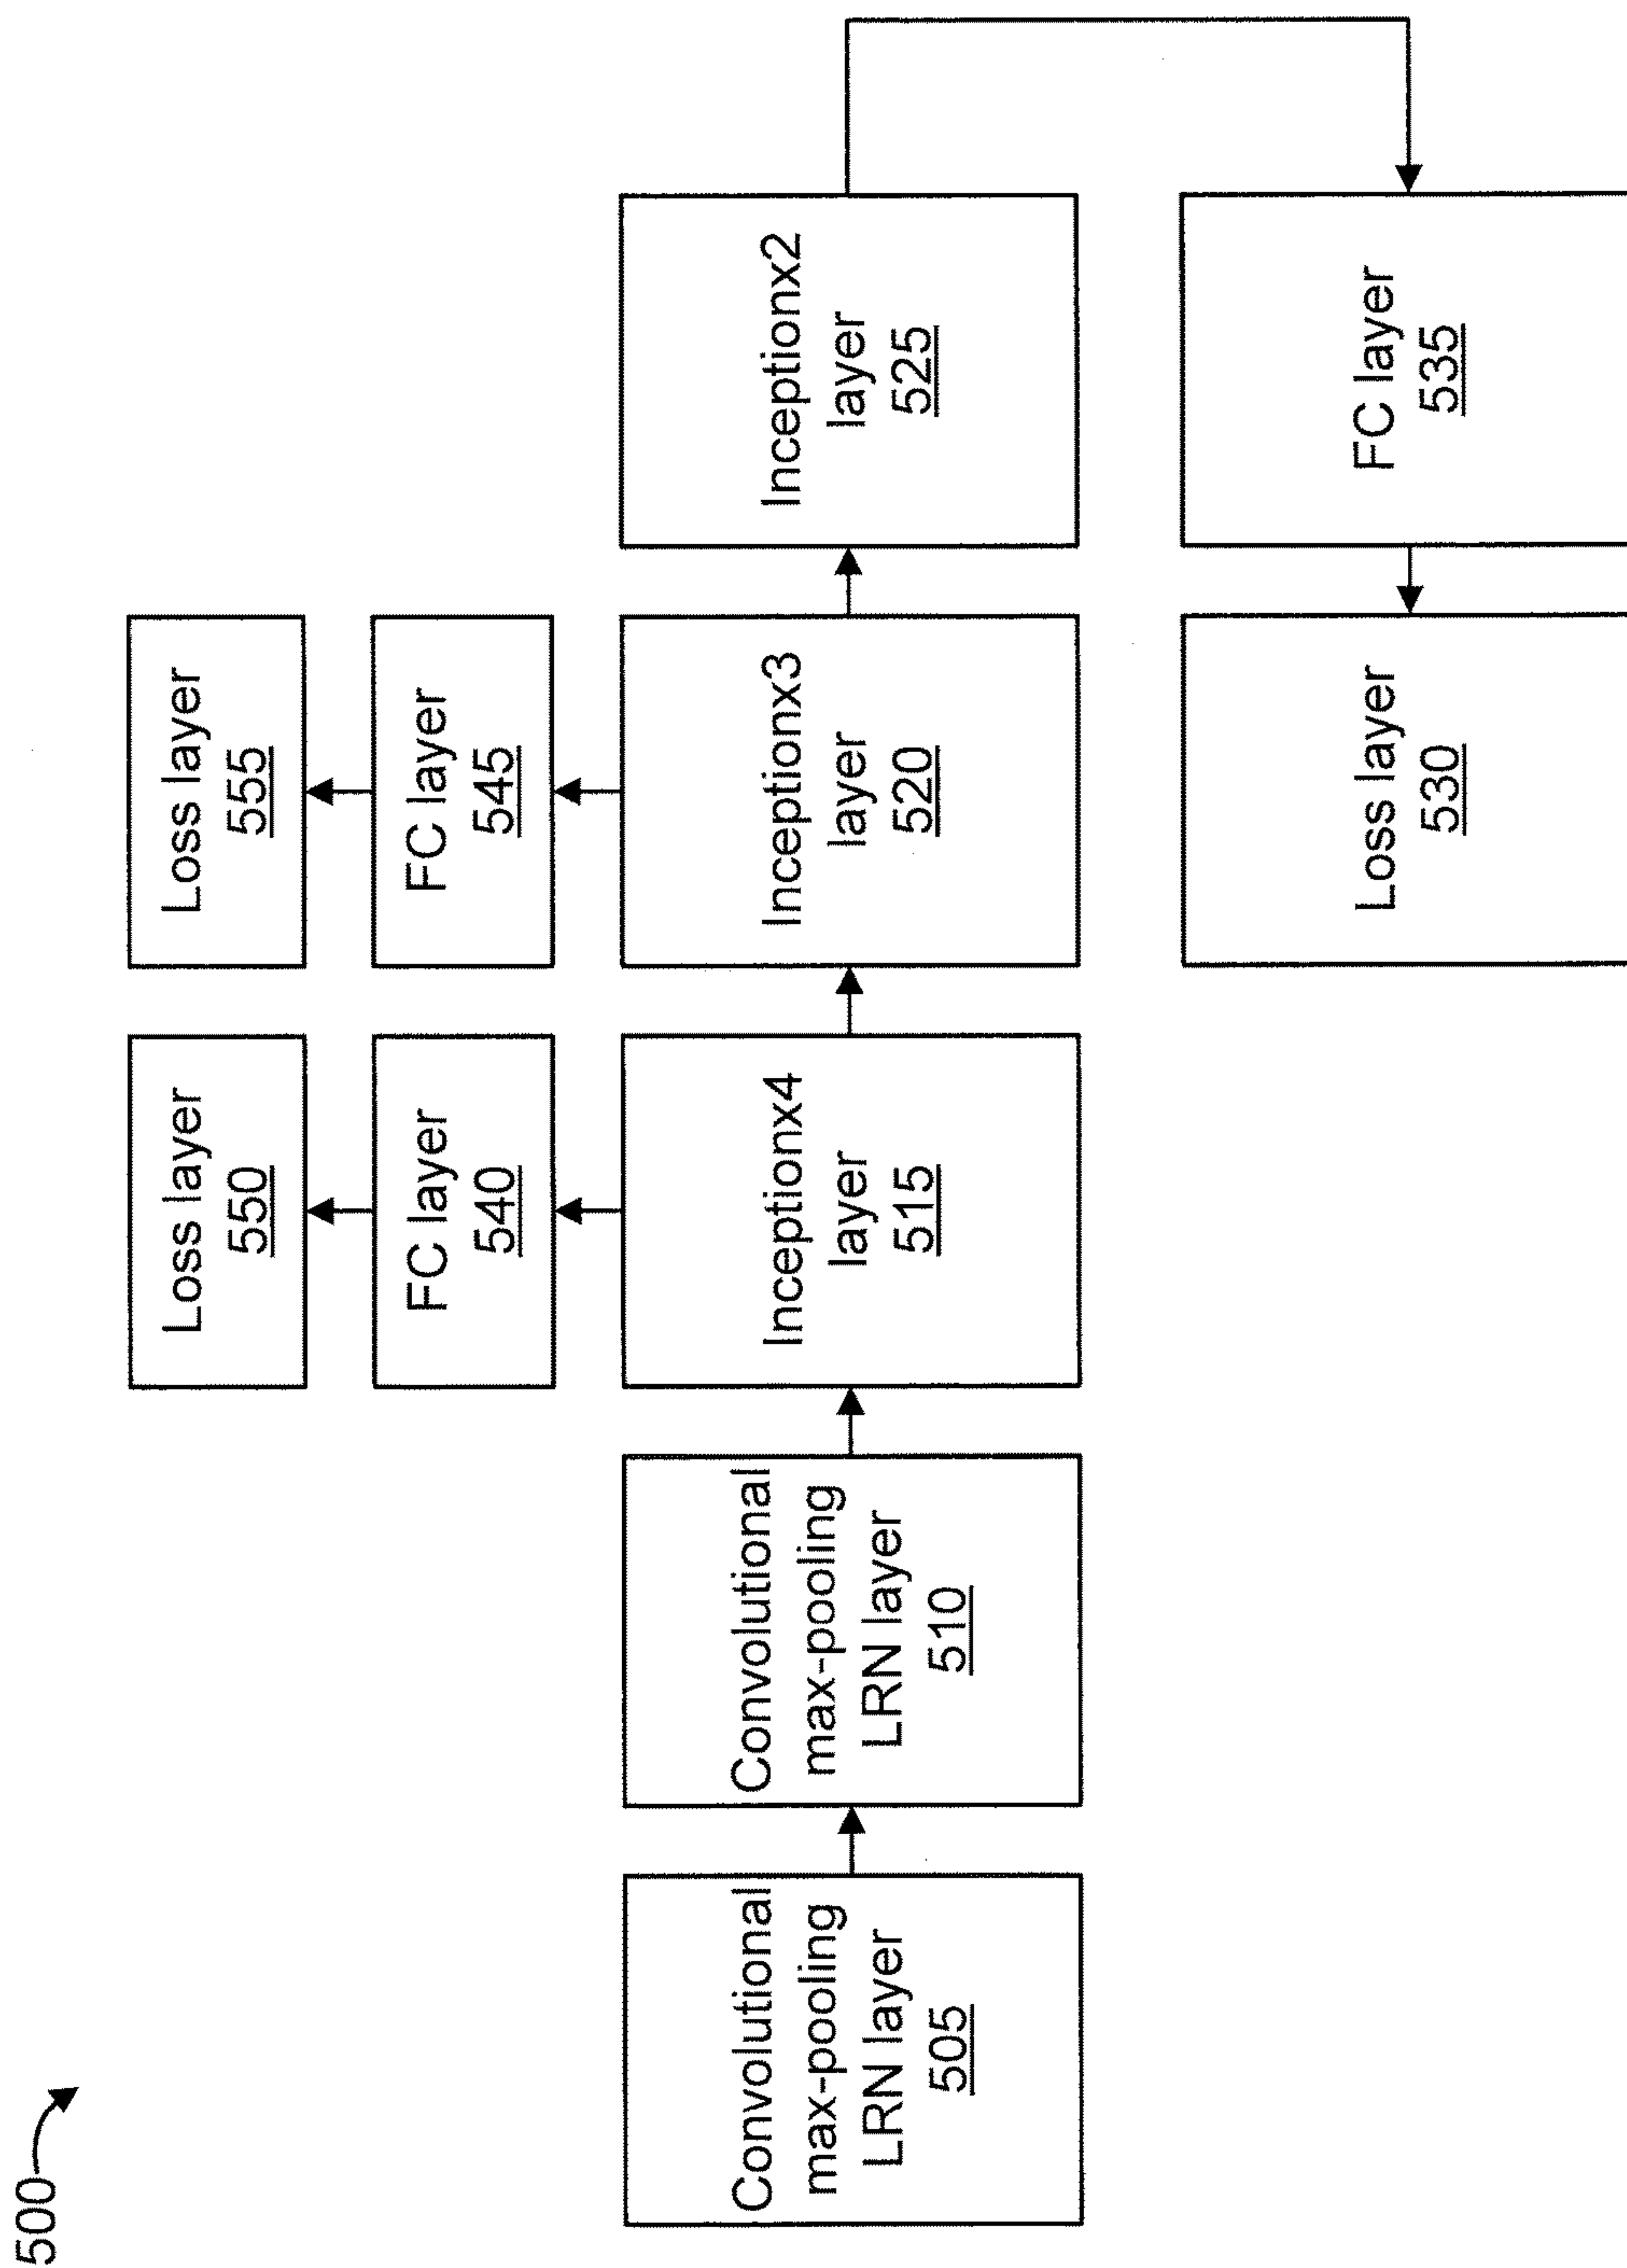 500
Loss layer
550
Loss layer
555
FC layer
540
FC layer
545
Convolutional
max-pooling
LRN layer
505
Convolutional
max-pooling
LRN layer
510
Inceptionx4
layer
515
Inceptionx3
layer
520
Inceptionx2
layer
525
Loss layer
530
FC layer
535